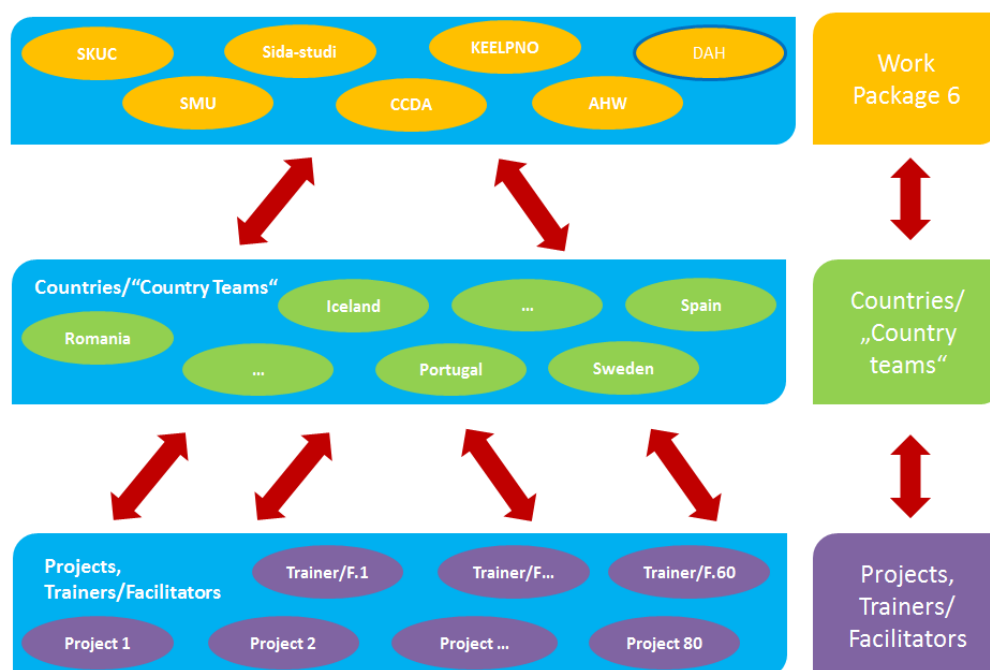 SKUC
Sida-studi
KEELPNO
DAH
SMU
CCDA
AHW
Work
Package 6
Countries/“Country Teams“
Iceland
...
Spain
Romania
...
Portugal
Sweden
Countries/
„Country
teams“
Projects,
Trainers/Facilitators
Trainer/F.1
Trainer/F...
Trainer/F.60
Project 1
Project 2
Project ...
Project 80
Projects,
Trainers/
Facilitators